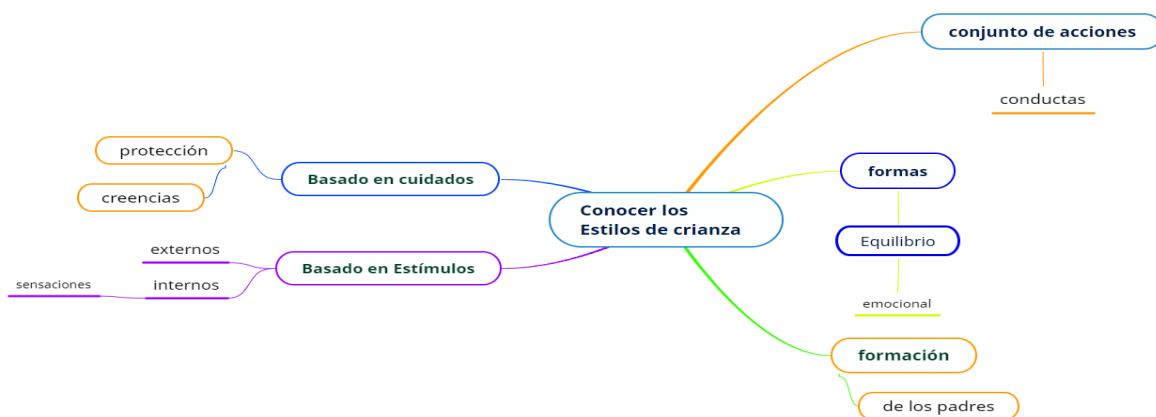 conjunto de acciones
conductas
protección
Basado en cuidados
creencias
formas
Conocer los
Estilos de crianza
Equilibrio
externos
Basado en Estímulos
internos
sensaciones
emocional
formación
de los padres